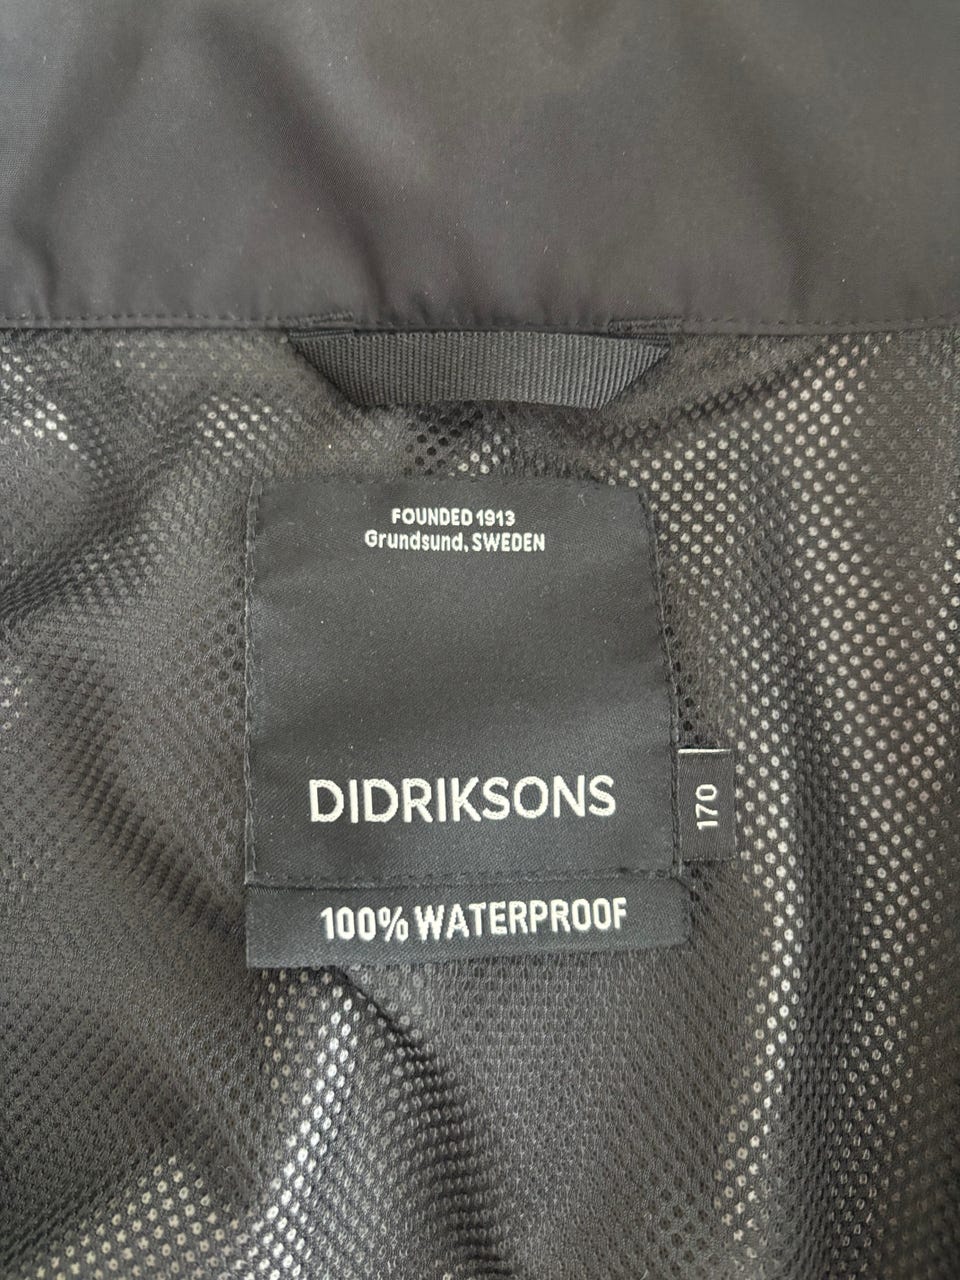 FOUNDED 1913
Grundsund, SWEDEN
DIDRIKSONS
170
100% WATERPROOF